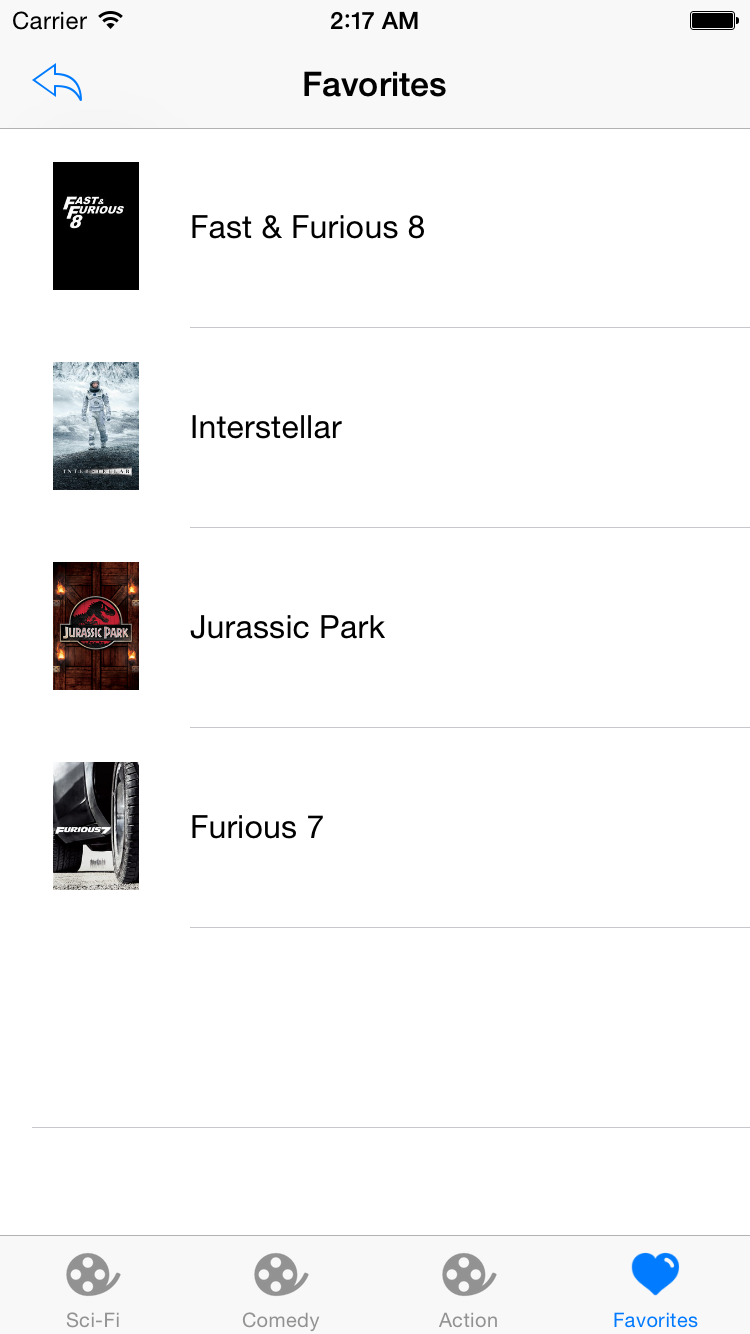 Carrier 2:17 AM
Favorites
FAST &
FURIOUS
8
Fast & Furious 8
INTERSTELLAR
Interstellar
JURASSIC PARK
Jurassic Park
FURIOUS 7
Furious 7
Sci-Fi Comedy Action Favorites